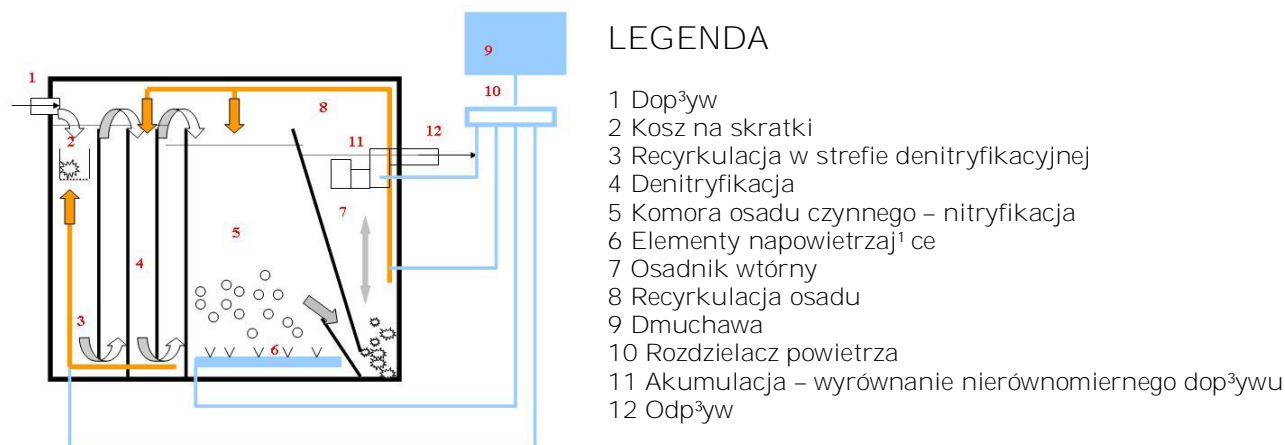 LEGENDA
1 Dop³yw
2 Kosz na skratki
3 Recyrkulacja w strefie denitryfikacyjnej
4 Denitryfikacja
5 Komora osadu czynnego – nitryfikacja
6 Elementy napowietrzaj¹ ce
7 Osadnik wtórny
8 Recyrkulacja osadu
9 Dmuchawa
10 Rozdzielacz powietrza
11 Akumulacja – wyrównanie nierównomiernego dop³ywu
12 Odp³yw
9
1
10
8
12
11
2
7
5
4
3
6